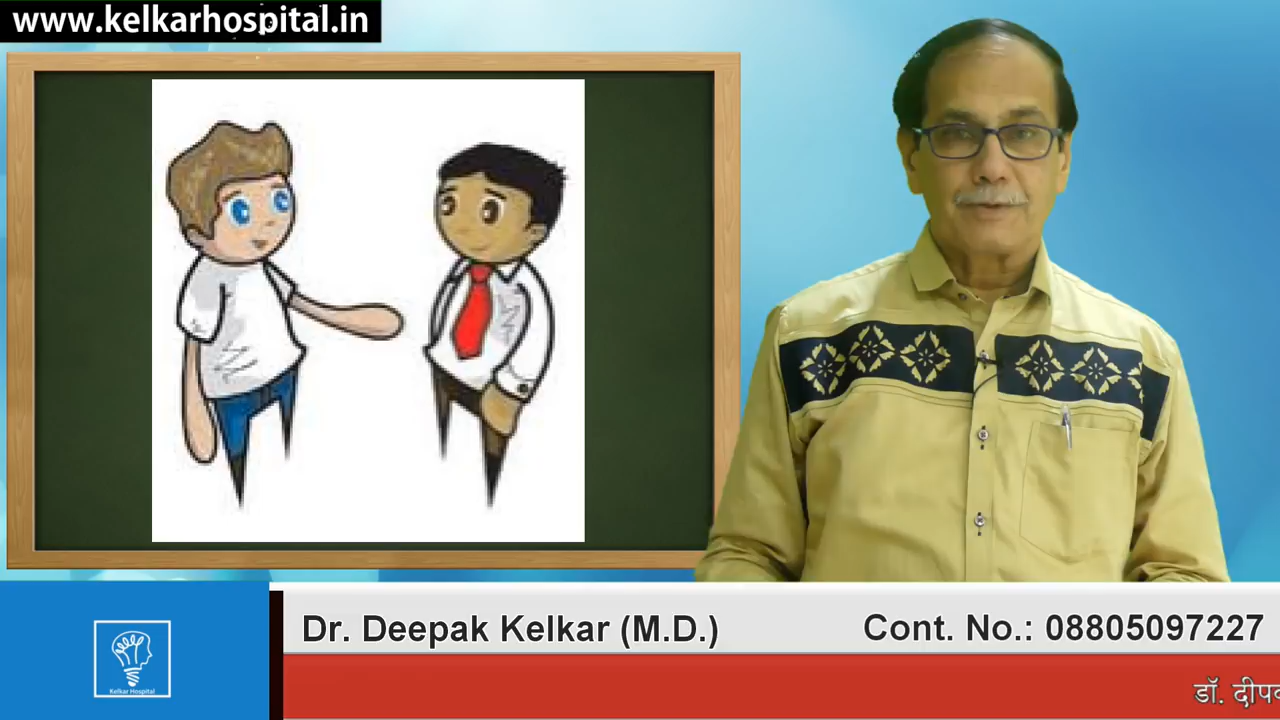 www.kelkarhospital.in
Dr. Deepak Kelkar (M.D.)
Cont. No.: 08805097227
Kelkar Hospital
डॉ.